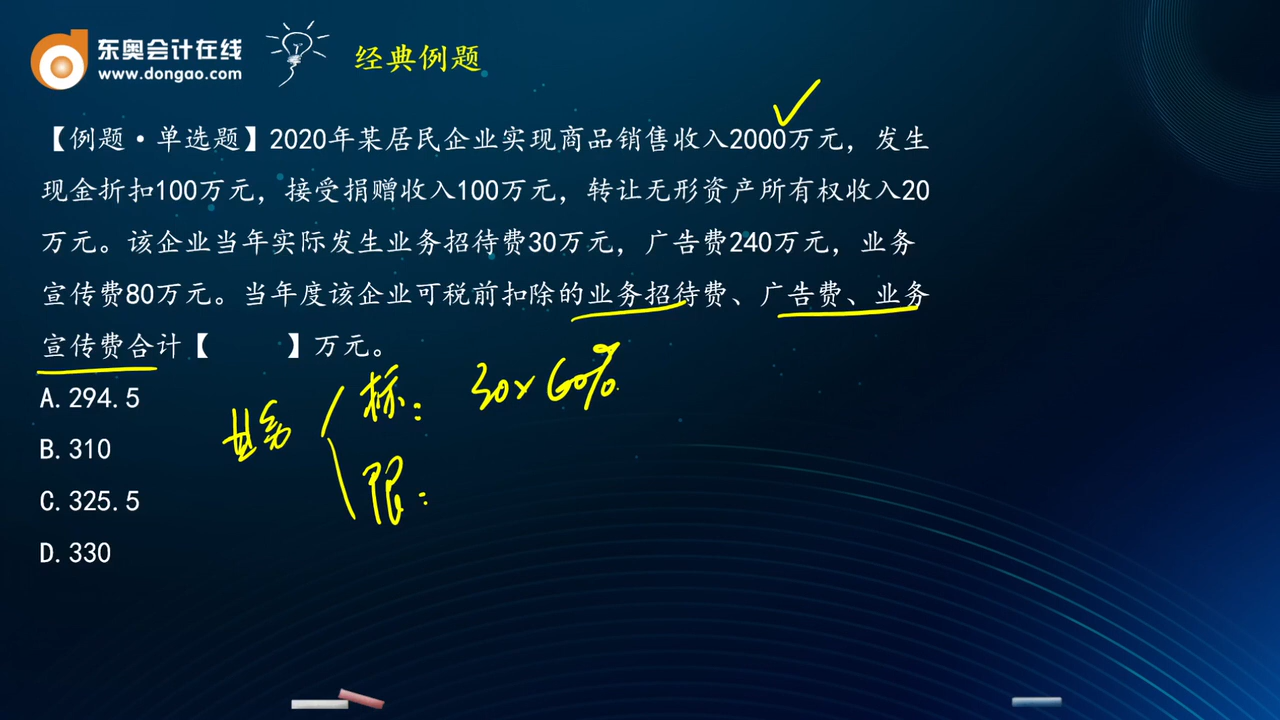 东奥会计在线
www.dongao.com
经典例题
【例题·单选题】2020年某居民企业实现商品销售收入2000万元，发生
现金折扣100万元，接受捐赠收入100万元，转让无形资产所有权收入20
万元。该企业当年实际发生业务招待费30万元，广告费240万元，业务
宣传费80万元。当年度该企业可税前扣除的业务招待费、广告费、业务
宣传费合计【 】万元。
A. 294.5
B. 310
C. 325.5
D. 330
业务
标： 30×60%
限：